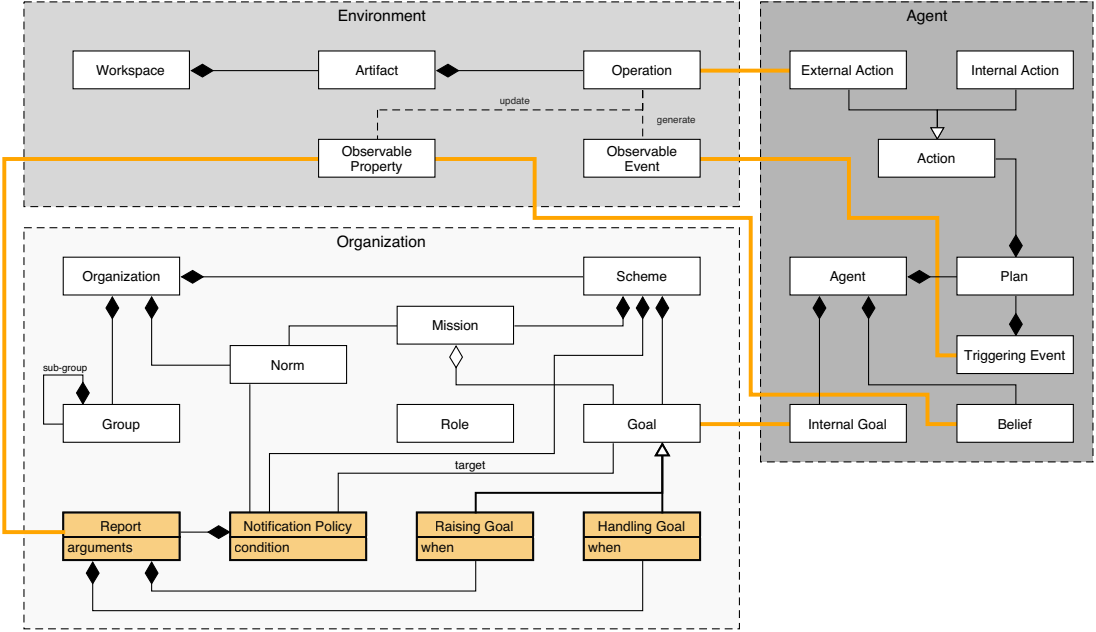 Environment
Workspace
Artifact
Operation
update
generate
Observable
Property
Observable
Event
Agent
External Action
Internal Action
Action
Agent
Plan
Triggering Event
Internal Goal
Belief
Organization
Organization
Scheme
Mission
Norm
sub-group
Group
Role
Goal
target
Report
arguments
Notification Policy
condition
Raising Goal
when
Handling Goal
when